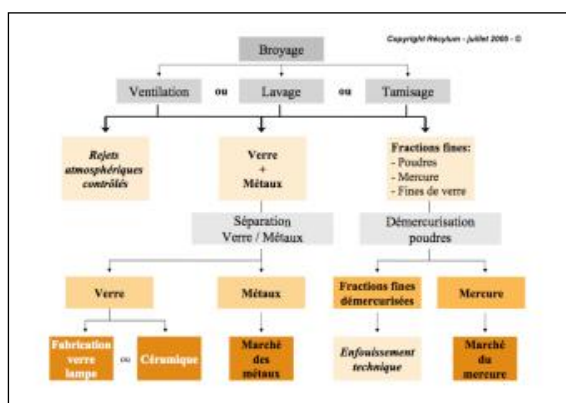 Copyright Récylum - juillet 2005 - ©
Broyage
Ventilation ou Lavage ou Tamisage
Rejets
atmosphériques
contrôlés
Verre
+
Métaux
Fractions fines:
- Poudres
- Mercure
- Fines de verre
Séparation
Verre / Métaux
Démercurisation
poudres
Verre
Métaux
Fractions fines
démercurisées
Mercure
Fabrication
verre
lampe
ou
Céramique
Marché
des
métaux
Enfouissement
technique
Marché
du
mercure